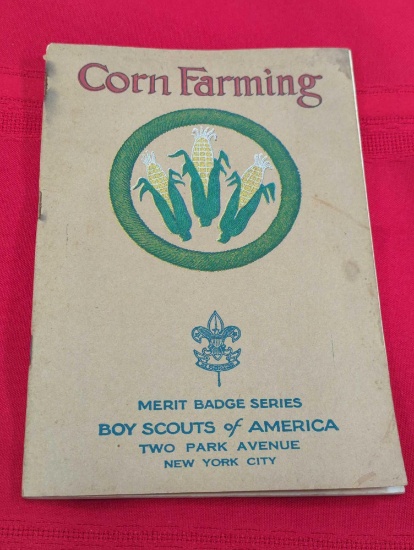 Corn Farming
MERIT BADGE SERIES
BOY SCOUTS of AMERICA
TWO PARK AVENUE
NEW YORK CITY